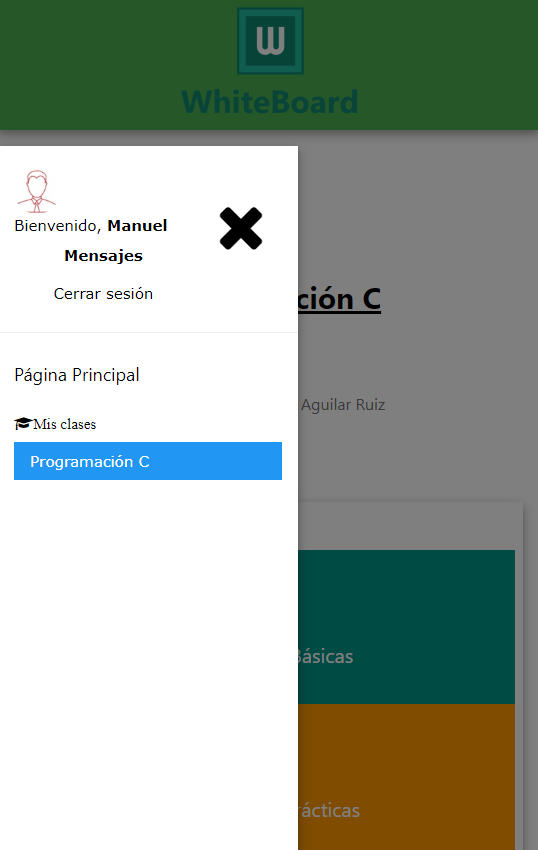 W
WhiteBoard
Bienvenido, Manuel
Mensajes
Cerrar sesión
ción C
Página Principal
Aguilar Ruiz
Mis clases
Programación C
Básicas
rácticas